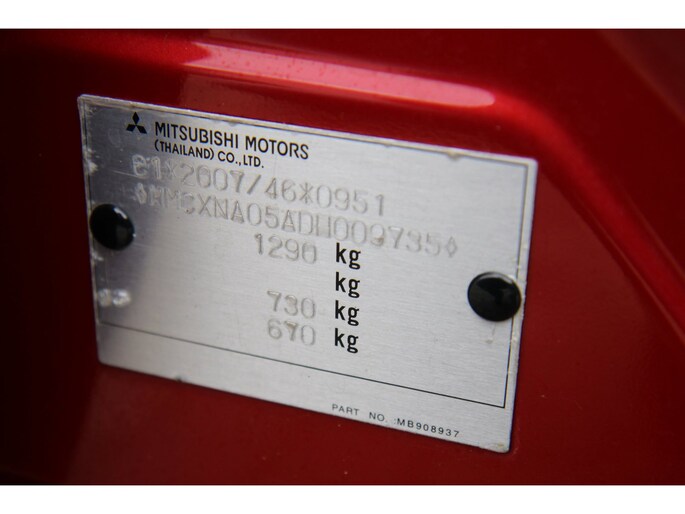 MITSUBISHI MOTORS
(THAILAND) CO., LTD.
e1*2007/46*0951
◊MMCXNA05ADH009735◊
1290 kg
kg
730 kg
670 kg
PART NO. :MB908937